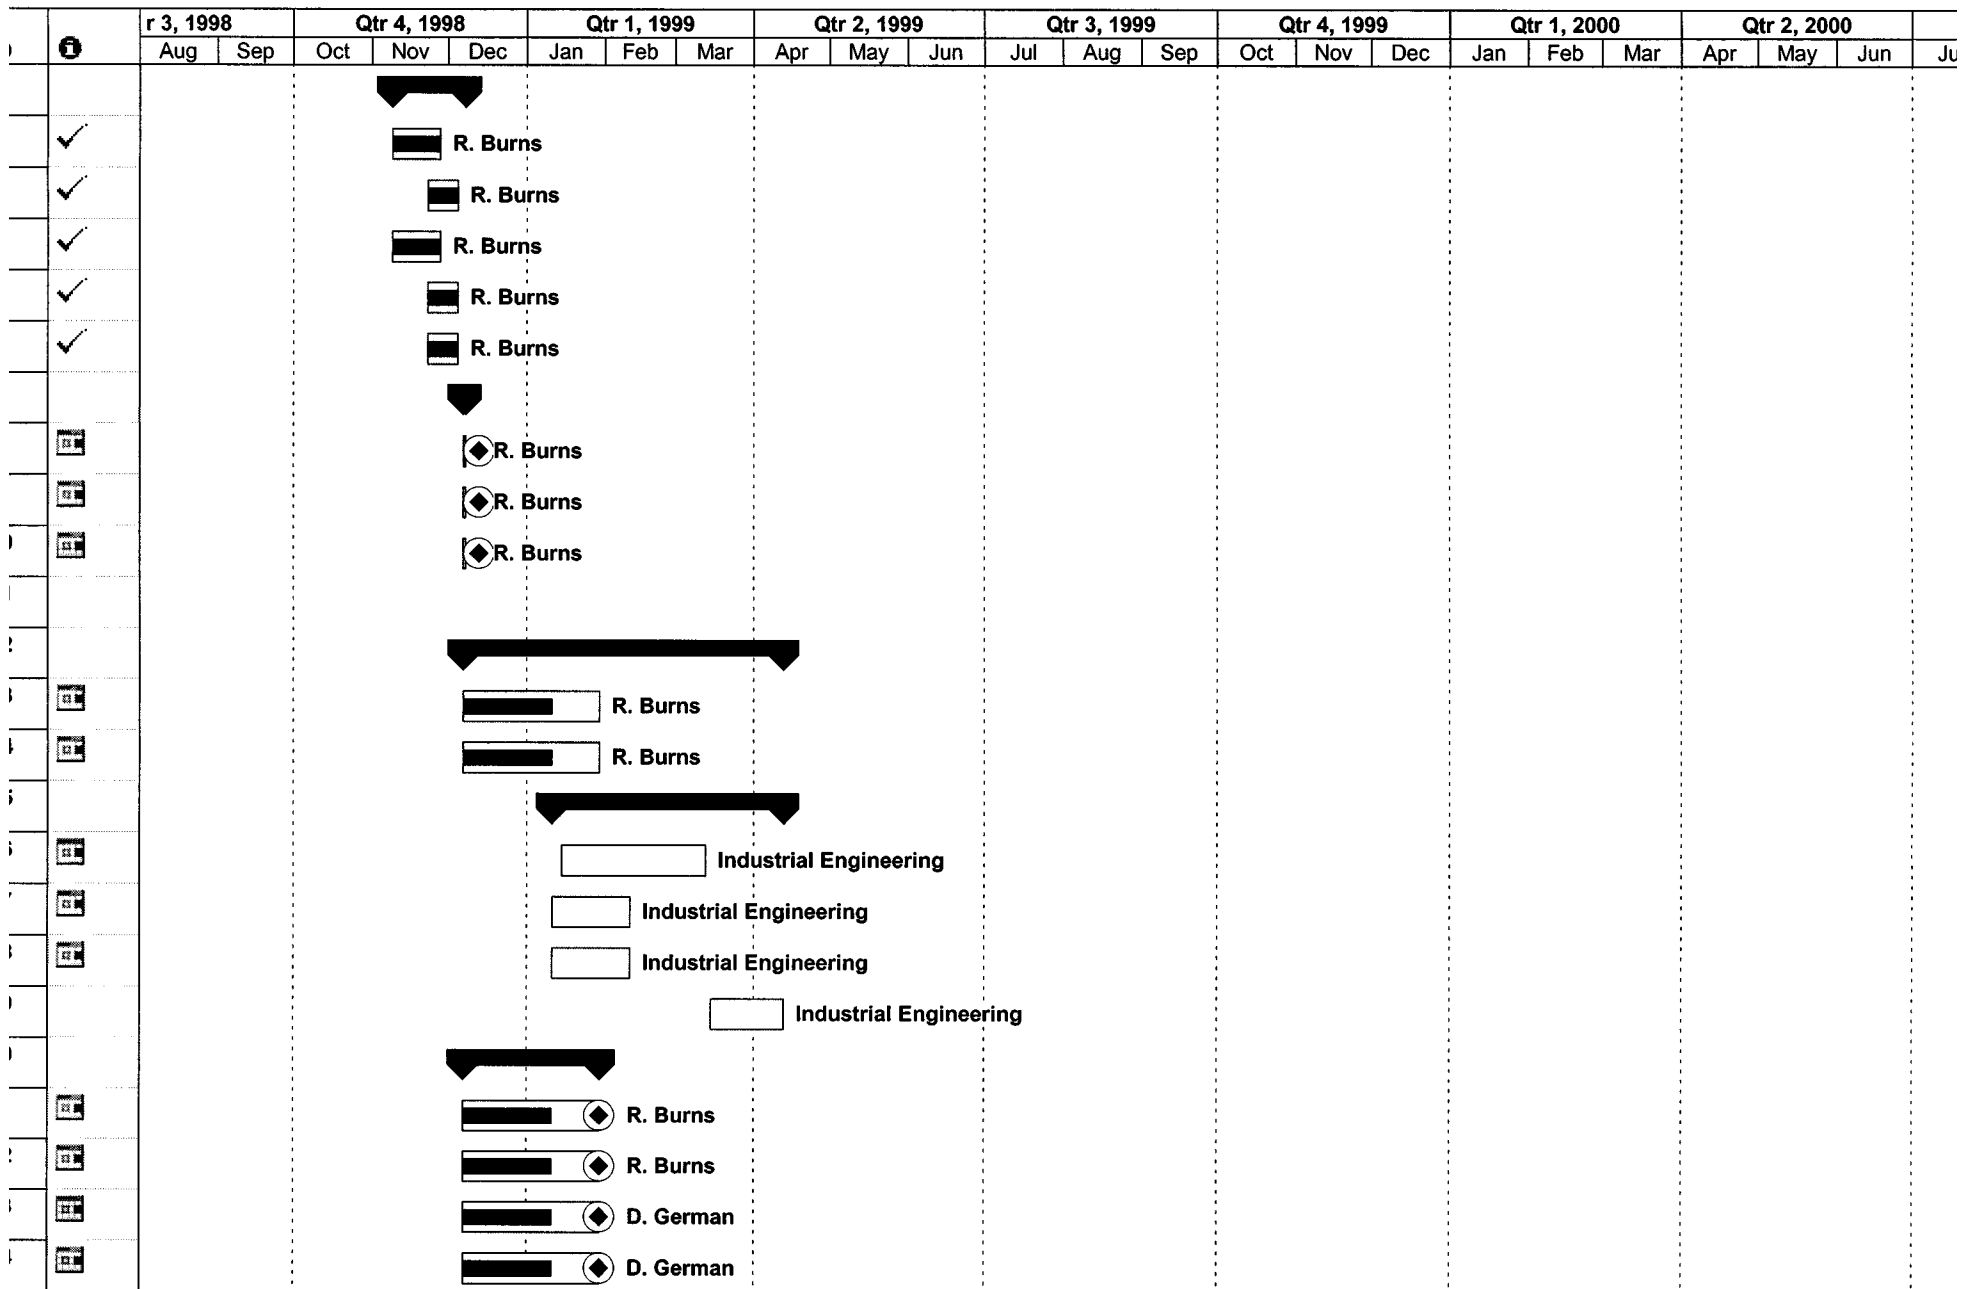 r 3, 1998 Qtr 4, 1998 Qtr 1, 1999 Qtr 2, 1999 Qtr 3, 1999 Qtr 4, 1999 Qtr 1, 2000 Qtr 2, 2000
Aug Sep Oct Nov Dec Jan Feb Mar Apr May Jun Jul Aug Sep Oct Nov Dec Jan Feb Mar Apr May Jun Ju
R. Burns
R. Burns
R. Burns
R. Burns
R. Burns
R. Burns
R. Burns
R. Burns
R. Burns
R. Burns
Industrial Engineering
Industrial Engineering
Industrial Engineering
Industrial Engineering
R. Burns
R. Burns
D. German
D. German